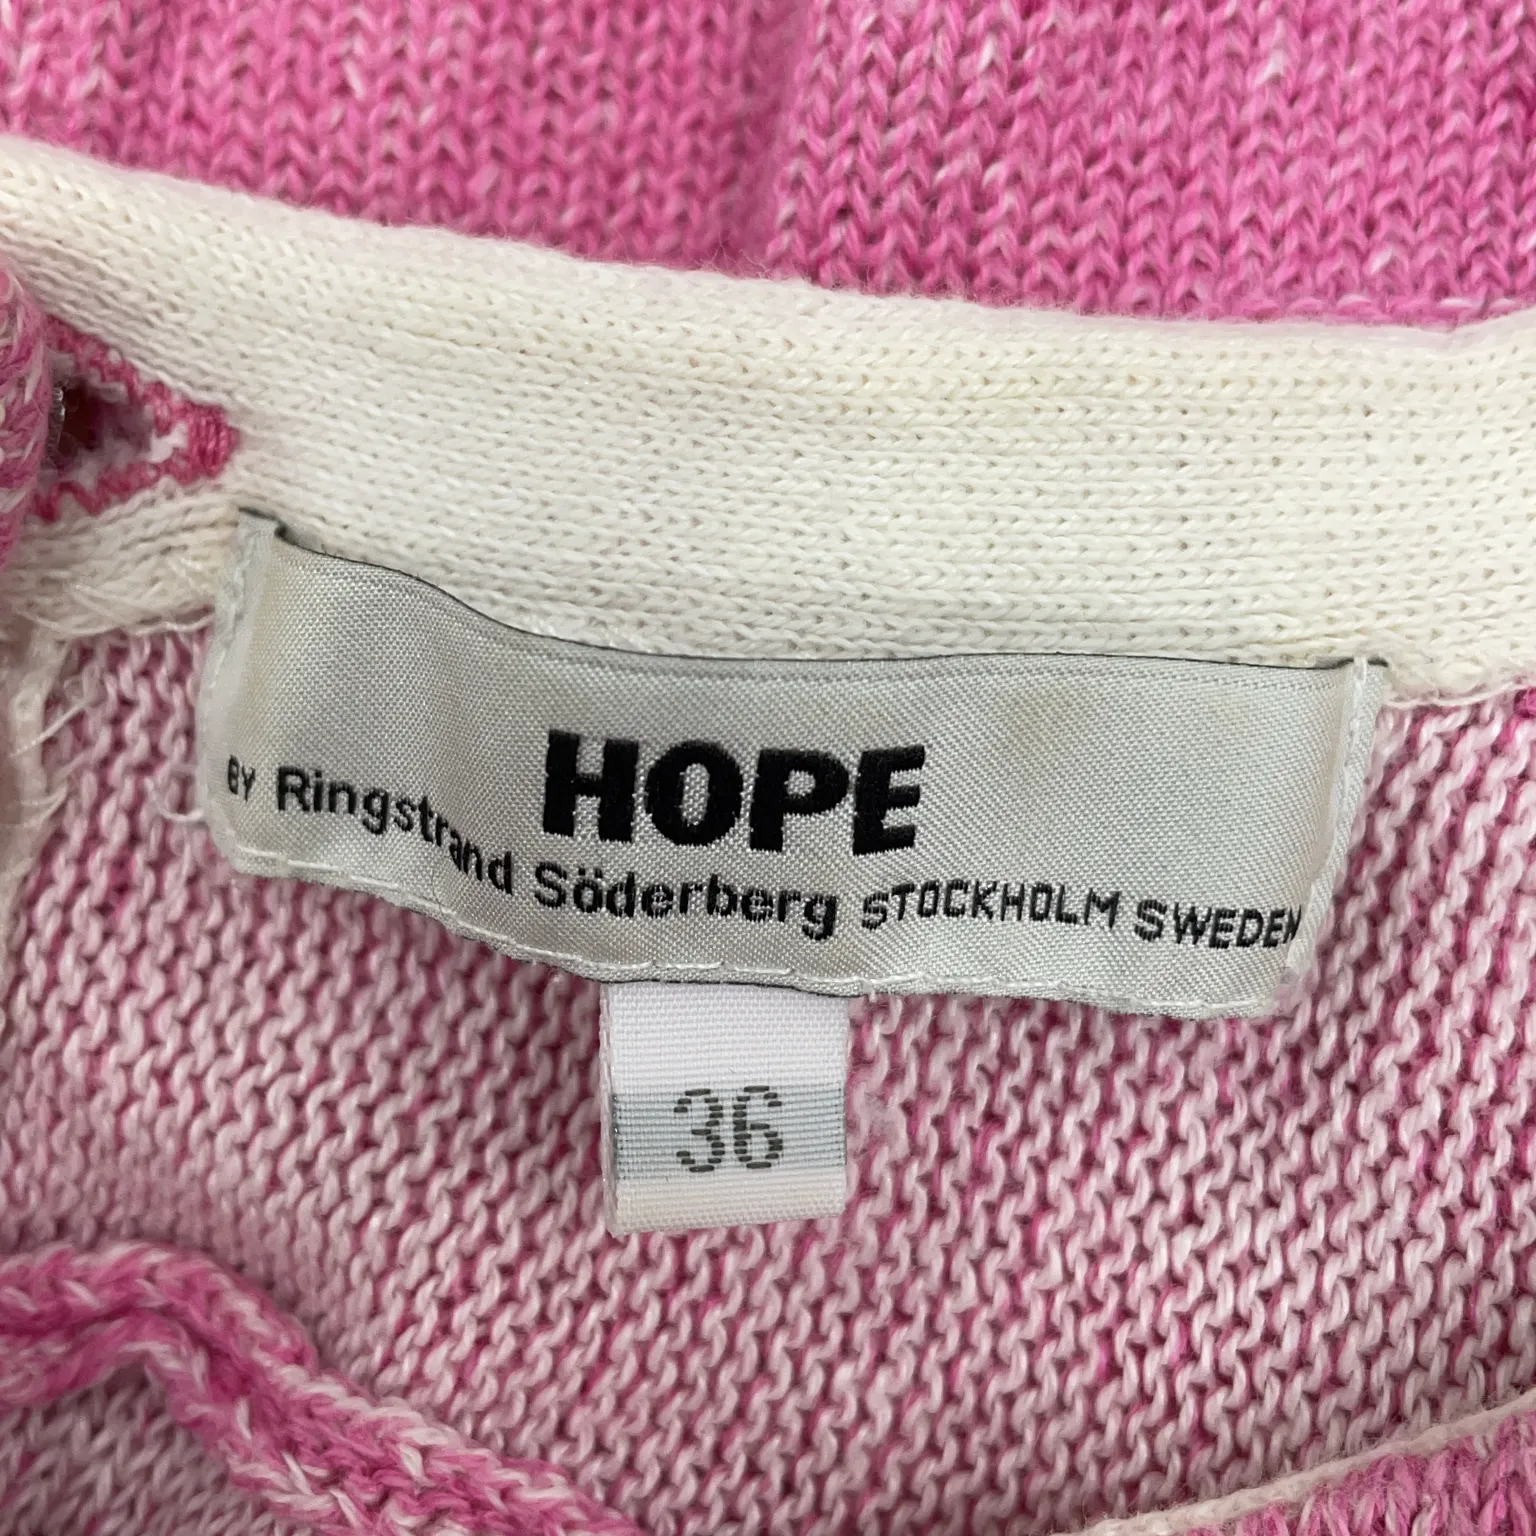 HOPE
BY Ringstrand Söderberg STOCKHOLM SWEDEN
36